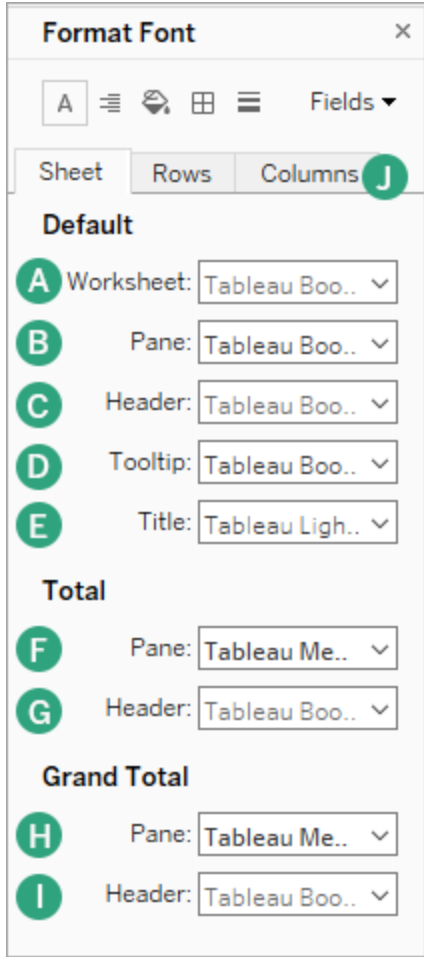 Format Font ×
A Fields ▼
Sheet Rows Columns J
Default
A Worksheet: Tableau Boo..
B Pane: Tableau Boo..
C Header: Tableau Boo..
D Tooltip: Tableau Boo..
E Title: Tableau Ligh..
Total
F Pane: Tableau Me..
G Header: Tableau Boo..
Grand Total
H Pane: Tableau Me..
I Header: Tableau Boo..